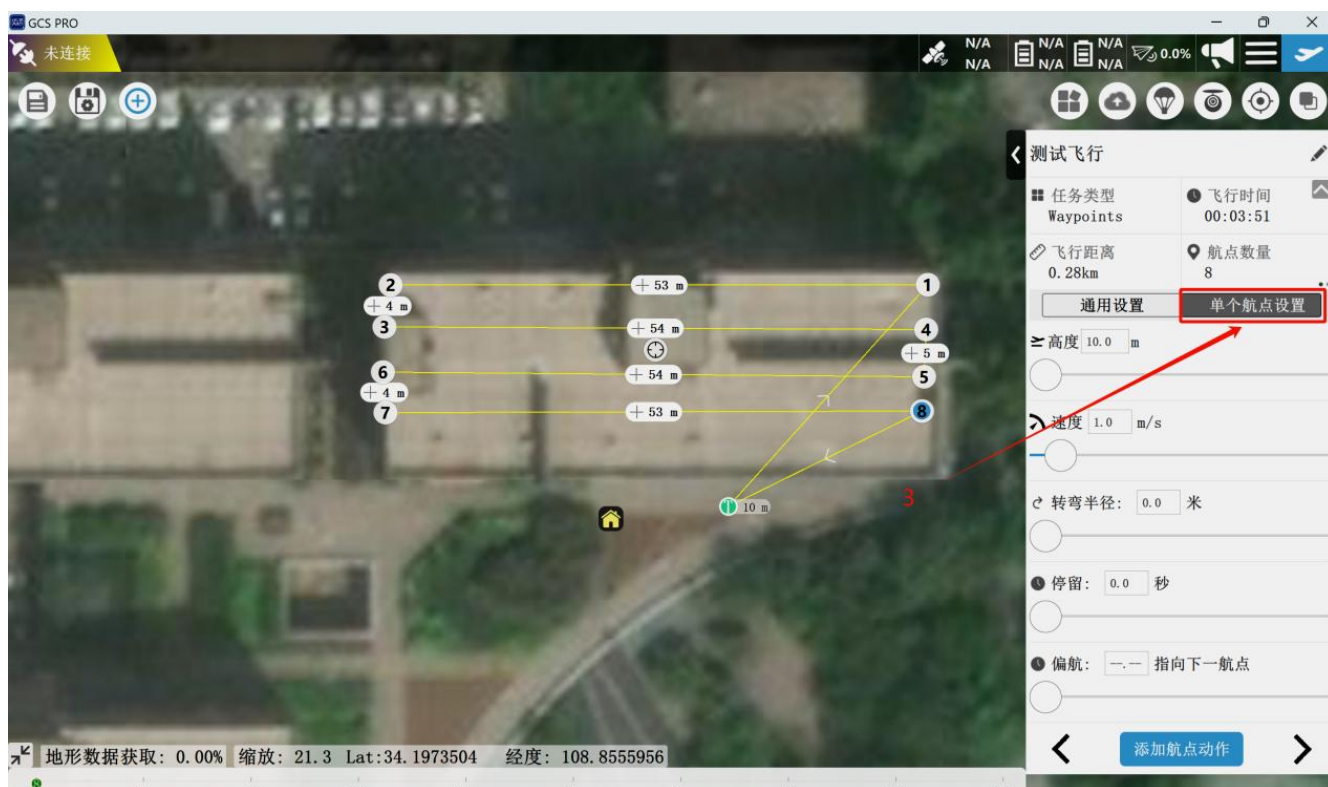 GCS PRO
未连接
N/A
N/A
N/A
N/A
N/A
N/A
0.0%
测试飞行
任务类型
Waypoints
飞行时间
00:03:51
飞行距离
0.28km
航点数量
8
通用设置
单个航点设置
高度 10.0 m
速度 1.0 m/s
转弯半径: 0.0 米
停留: 0.0 秒
偏航: --.-- 指向下一航点
添加航点动作
2
53 m
1
4 m
3
54 m
4
5 m
6
54 m
5
4 m
7
53 m
8
10 m
3
地形数据获取: 0.00% 缩放: 21.3 Lat:34.1973504 经度: 108.8555956